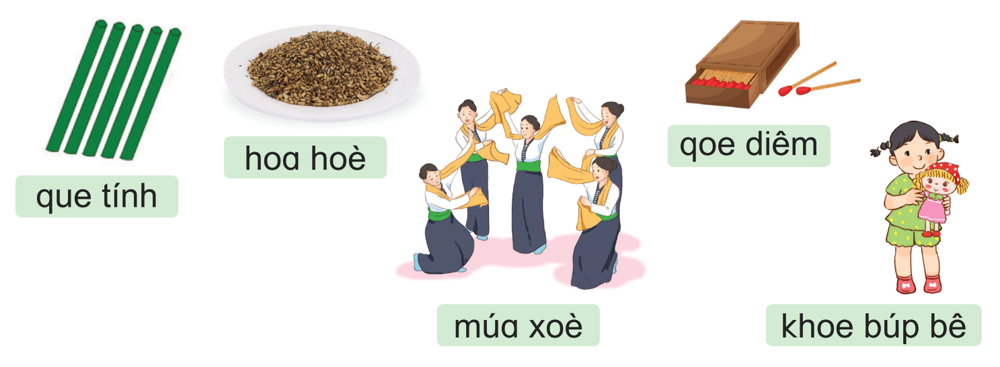 que tính
hoa hoè
múa xoè
qoe diêm
khoe búp bê